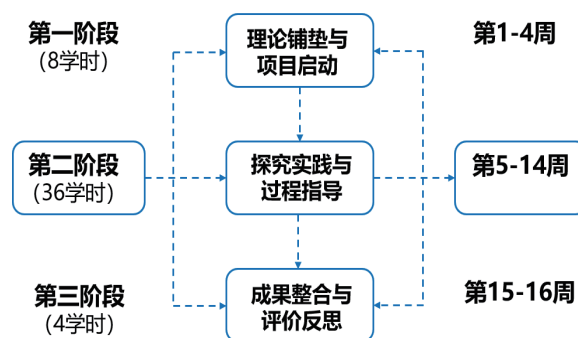 第一阶段
(8学时)
理论铺垫与
项目启动
第1-4周
第二阶段
(36学时)
探究实践与
过程指导
第5-14周
第三阶段
(4学时)
成果整合与
评价反思
第15-16周